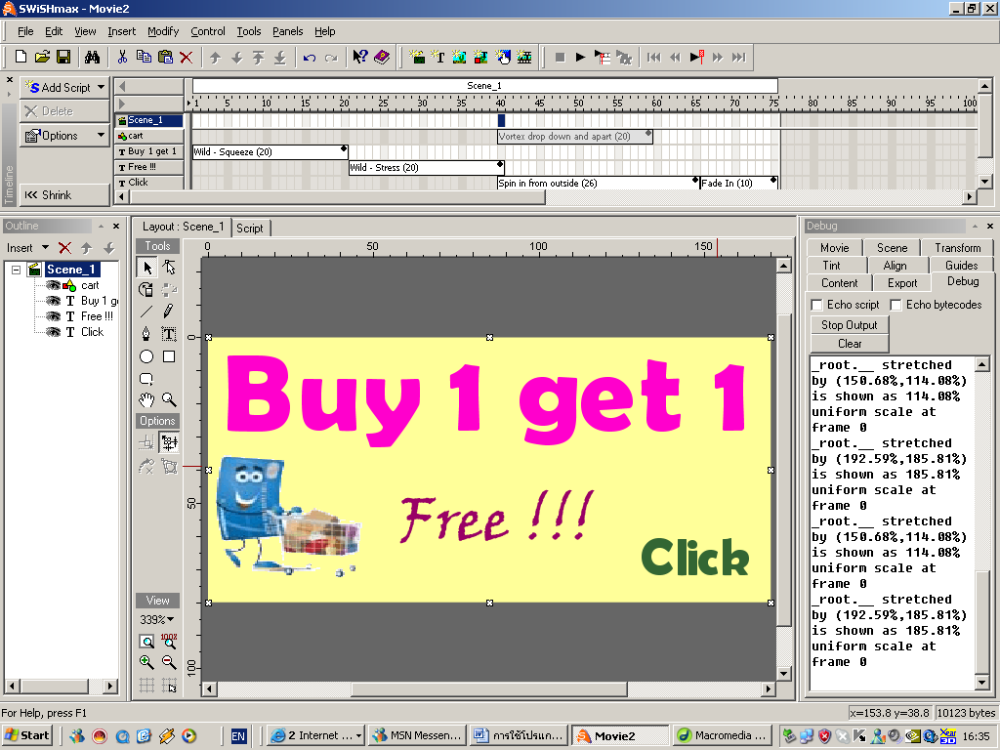 SWiSHmax - Movie2
File Edit View Insert Modify Control Tools Panels Help
Add Script
Delete
Options
Shrink
Timeline
Scene_1
1 5 10 15 20 25 30 35 40 45 50 55 60 65 70 75 80 85 90 95 100
Scene_1
cart
Vortex drop down and apart (20)
Buy 1 get 1
Wild - Squeeze (20)
Free !!!
Wild - Stress (20)
Click
Spin in from outside (26)
Fade In (10)
Outline
Insert
Scene_1
cart
Buy 1 g
Free !!!
Click
Layout : Scene_1
Script
Tools
Options
View
339%
100%
0 50 100 150
0
50
100
Buy 1 get 1
Free !!!
Click
Debug
Movie Scene Transform
Tint Align Guides
Content Export Debug
Echo script Echo bytecodes
Stop Output
Clear
_root.__ stretched
by (150.68%,114.08%)
is shown as 114.08%
uniform scale at
frame 0
_root.__ stretched
by (192.59%,185.81%)
is shown as 185.81%
uniform scale at
frame 0
_root.__ stretched
by (150.68%,114.08%)
is shown as 114.08%
uniform scale at
frame 0
_root.__ stretched
by (192.59%,185.81%)
is shown as 185.81%
uniform scale at
frame 0
For Help, press F1
x=153.8 y=38.8
10123 bytes
Start
EN
2 Internet ...
MSN Messen...
การใช้โปรแก...
Movie2
Macromedia ...
16:35